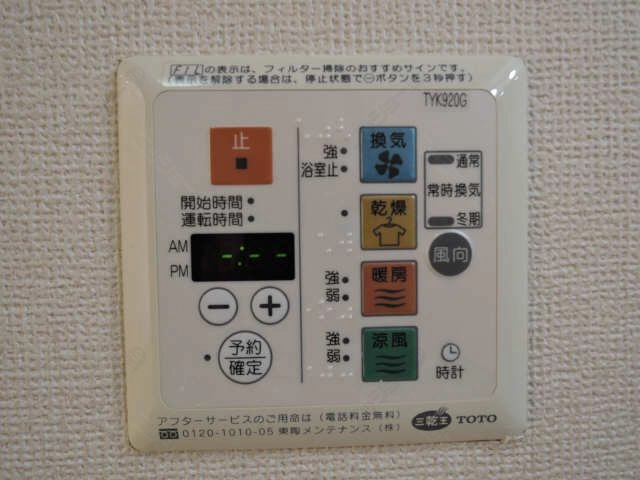 FILの表示は、フィルター掃除のおすすめサインです。
(表示を解除する場合は、停止状態で⊖ボタンを3秒押す)
TYK920G
止
換気
強
浴室止
通常
常時換気
冬期
開始時間
運転時間
乾燥
風向
AM
PM
-:--
暖房
強
弱
− +
予約
確定
涼風
強
弱
時計
アフターサービスのご用命は(電話料金無料)
0120-1010-05 東陶メンテナンス(株)
三乾王 TOTO